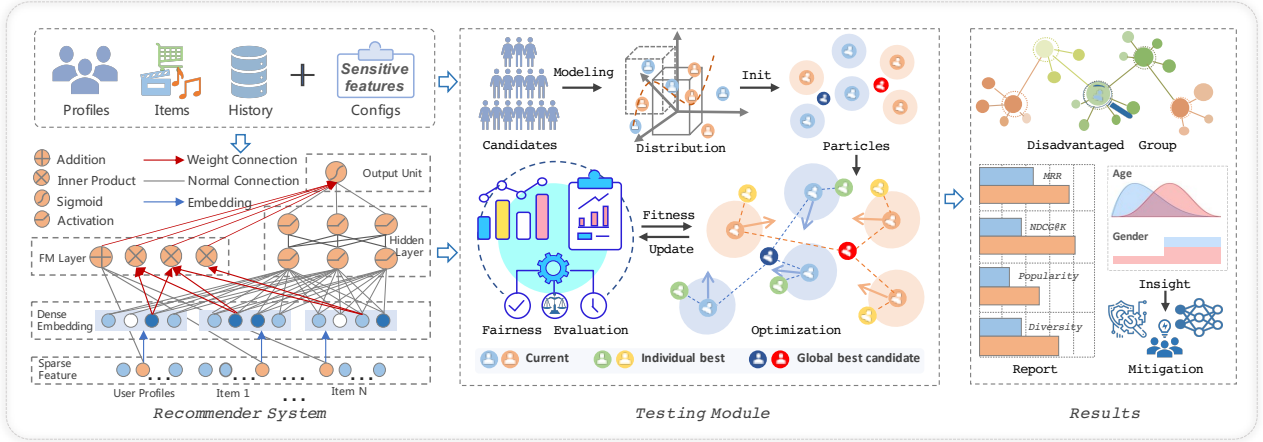 Profiles
Items
History
+
Sensitive
features
Configs
Addition
Inner Product
Sigmoid
Activation
Weight Connection
Normal Connection
Embedding
Output Unit
Hidden
Layer
FM Layer
Dense
Embedding
Sparse
Feature
...
...
...
User Profiles
Item 1
...
Item N
Recommender System
Candidates
Modeling
Distribution
Init
Particles
Fitness
Update
Fairness Evaluation
Optimization
Current
Individual best
Global best candidate
Testing Module
Disadvantaged Group
MRR
NDCG@K
Popularity
Diversity
Report
Age
Gender
Insight
Mitigation
Results